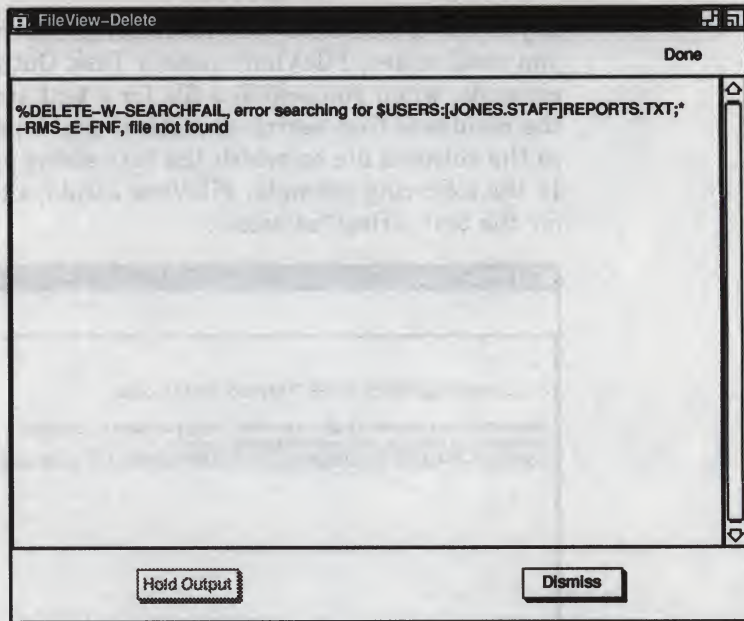 FileView–Delete
Done
%DELETE–W–SEARCHFAIL, error searching for $USERS:[JONES.STAFF]REPORTS.TXT;*
–RMS–E–FNF, file not found
Hold Output
Dismiss